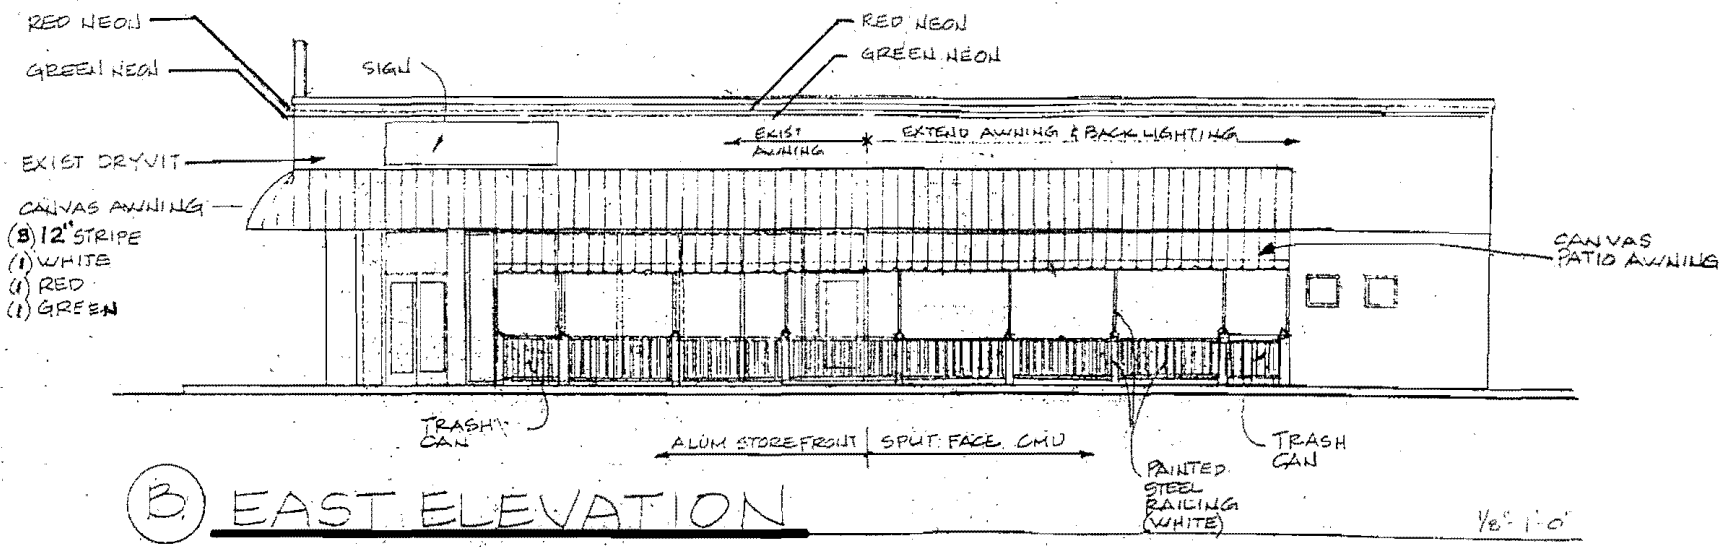 RED NEON
GREEN NEON
SIGN
RED NEON
GREEN NEON
EXIST
AWNING
EXTEND AWNING & BACK LIGHTING
EXIST DRYVIT
CANVAS AWNING
(3) 12" STRIPE
(1) WHITE
(1) RED
(1) GREEN
CANVAS
PATIO AWNING
TRASH
CAN
ALUM STOREFRONT
SPLIT FACE CMU
PAINTED
STEEL
RAILING
(WHITE)
TRASH
CAN
B. EAST ELEVATION
1/8" 1'-0"